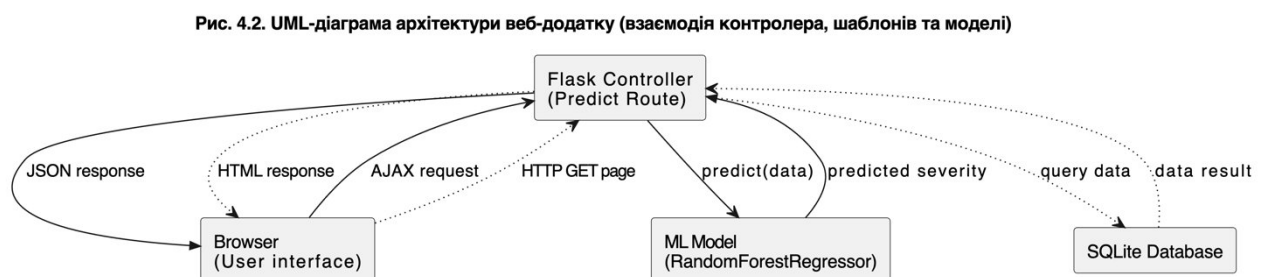 Рис. 4.2. UML-діаграма архітектури веб-додатку (взаємодія контролера, шаблонів та моделі)
Flask Controller
(Predict Route)
JSON response
HTML response
AJAX request
HTTP GET page
predict(data)
predicted severity
query data
data result
Browser
(User interface)
ML Model
(RandomForestRegressor)
SQLite Database